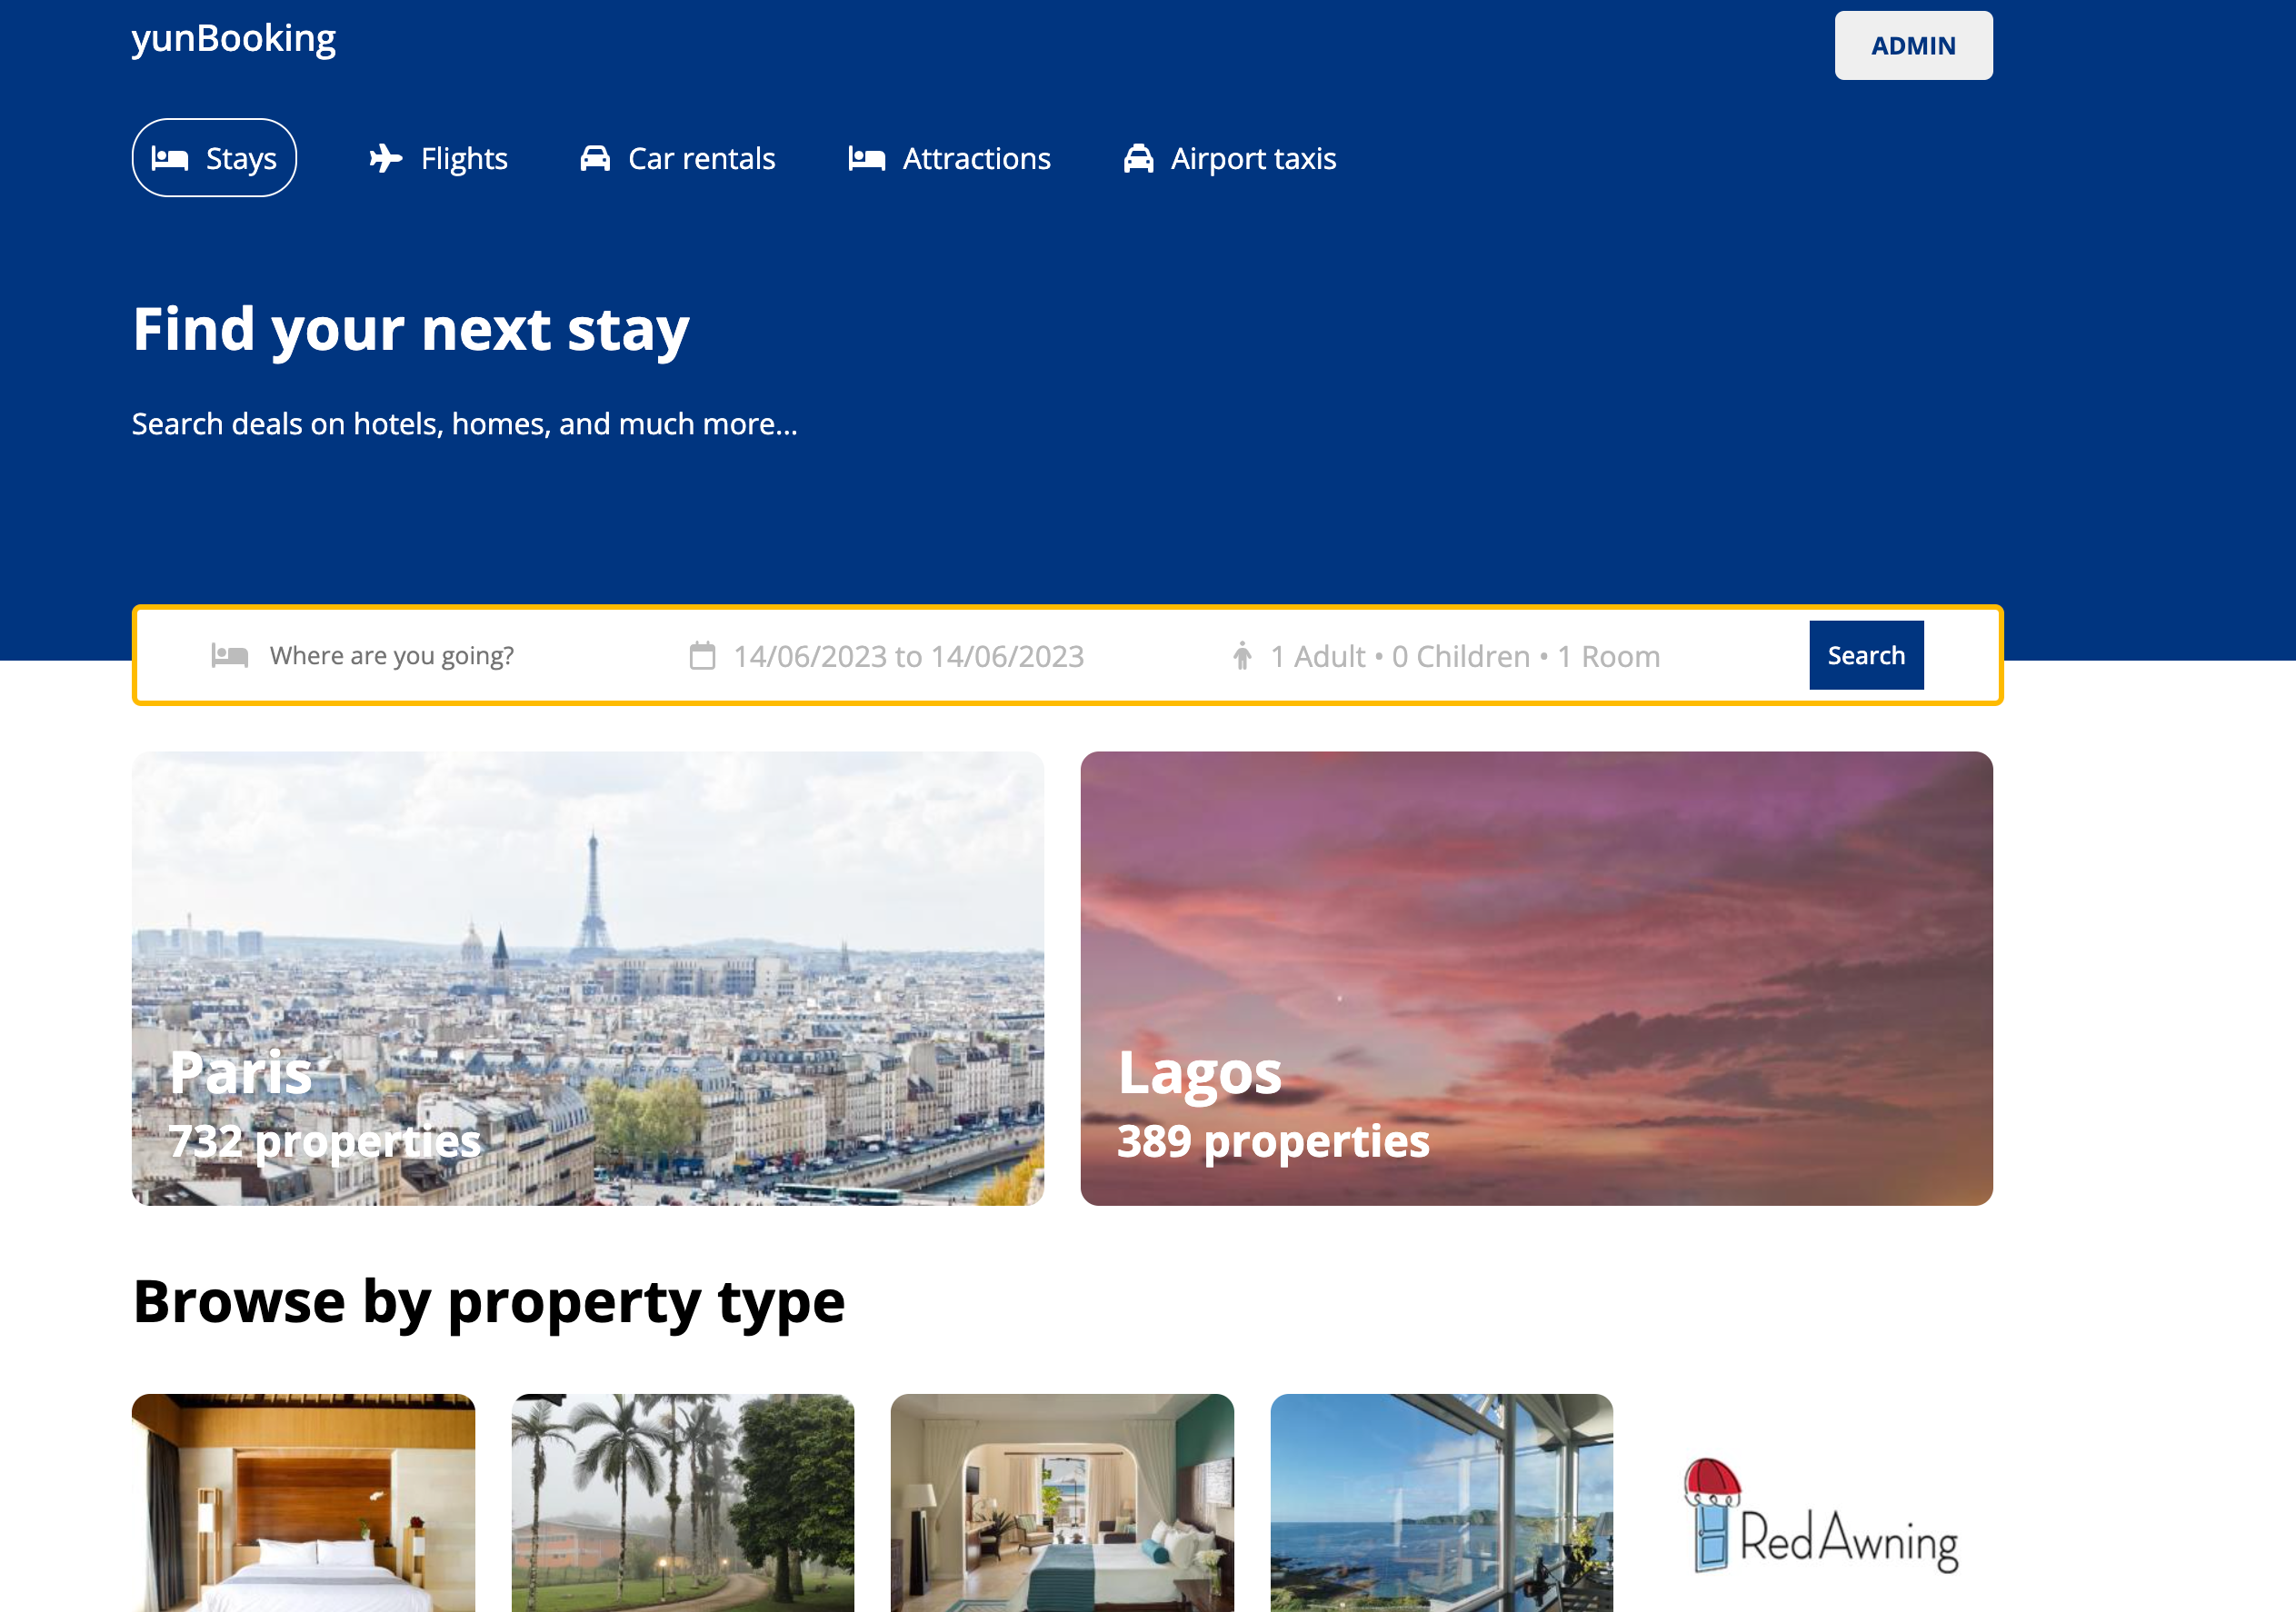 yunBooking
ADMIN
Stays
Flights
Car rentals
Attractions
Airport taxis
Find your next stay
Search deals on hotels, homes, and much more...
Where are you going?
14/06/2023 to 14/06/2023
1 Adult • 0 Children • 1 Room
Search
Paris
732 properties
Lagos
389 properties
Browse by property type
RedAwning